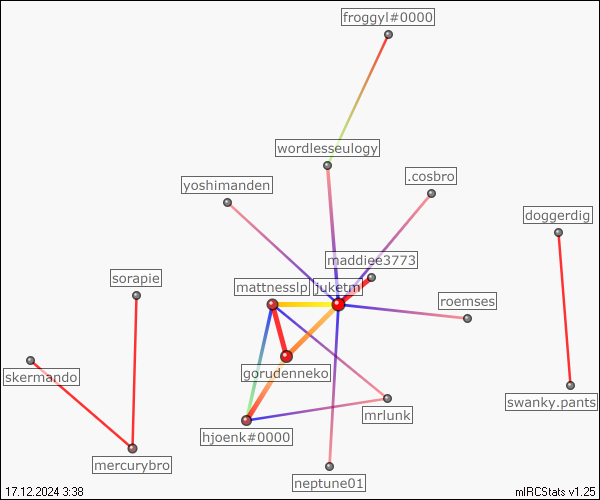 froggyl#0000
wordlesseulogy
yoshimanden
.cosbro
doggerdig
maddiee3773
sorapie
mattnesslp
juketm
roemses
gorudenneko
skermando
swanky.pants
mrlunk
hjoenk#0000
mercurybro
neptune01
17.12.2024 3:38
mIRCStats v1.25